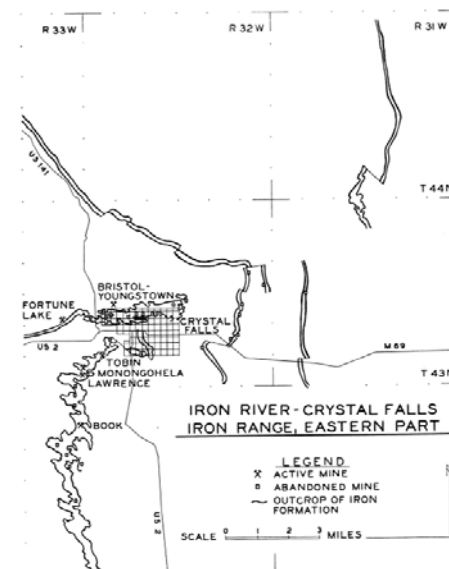 R 33W
R 32W
R 31W
US 141
T 44N
BRISTOL-
YOUNGSTOWN
FORTUNE
LAKE
CRYSTAL
FALLS
US 2
M 69
TOBIN
MONONGOHELA
LAWRENCE
T 43N
BOOK
US 2
IRON RIVER-CRYSTAL FALLS
IRON RANGE, EASTERN PART
LEGEND
ACTIVE MINE
ABANDONED MINE
OUTCROP OF IRON
FORMATION
SCALE 0 1 2 3 MILES